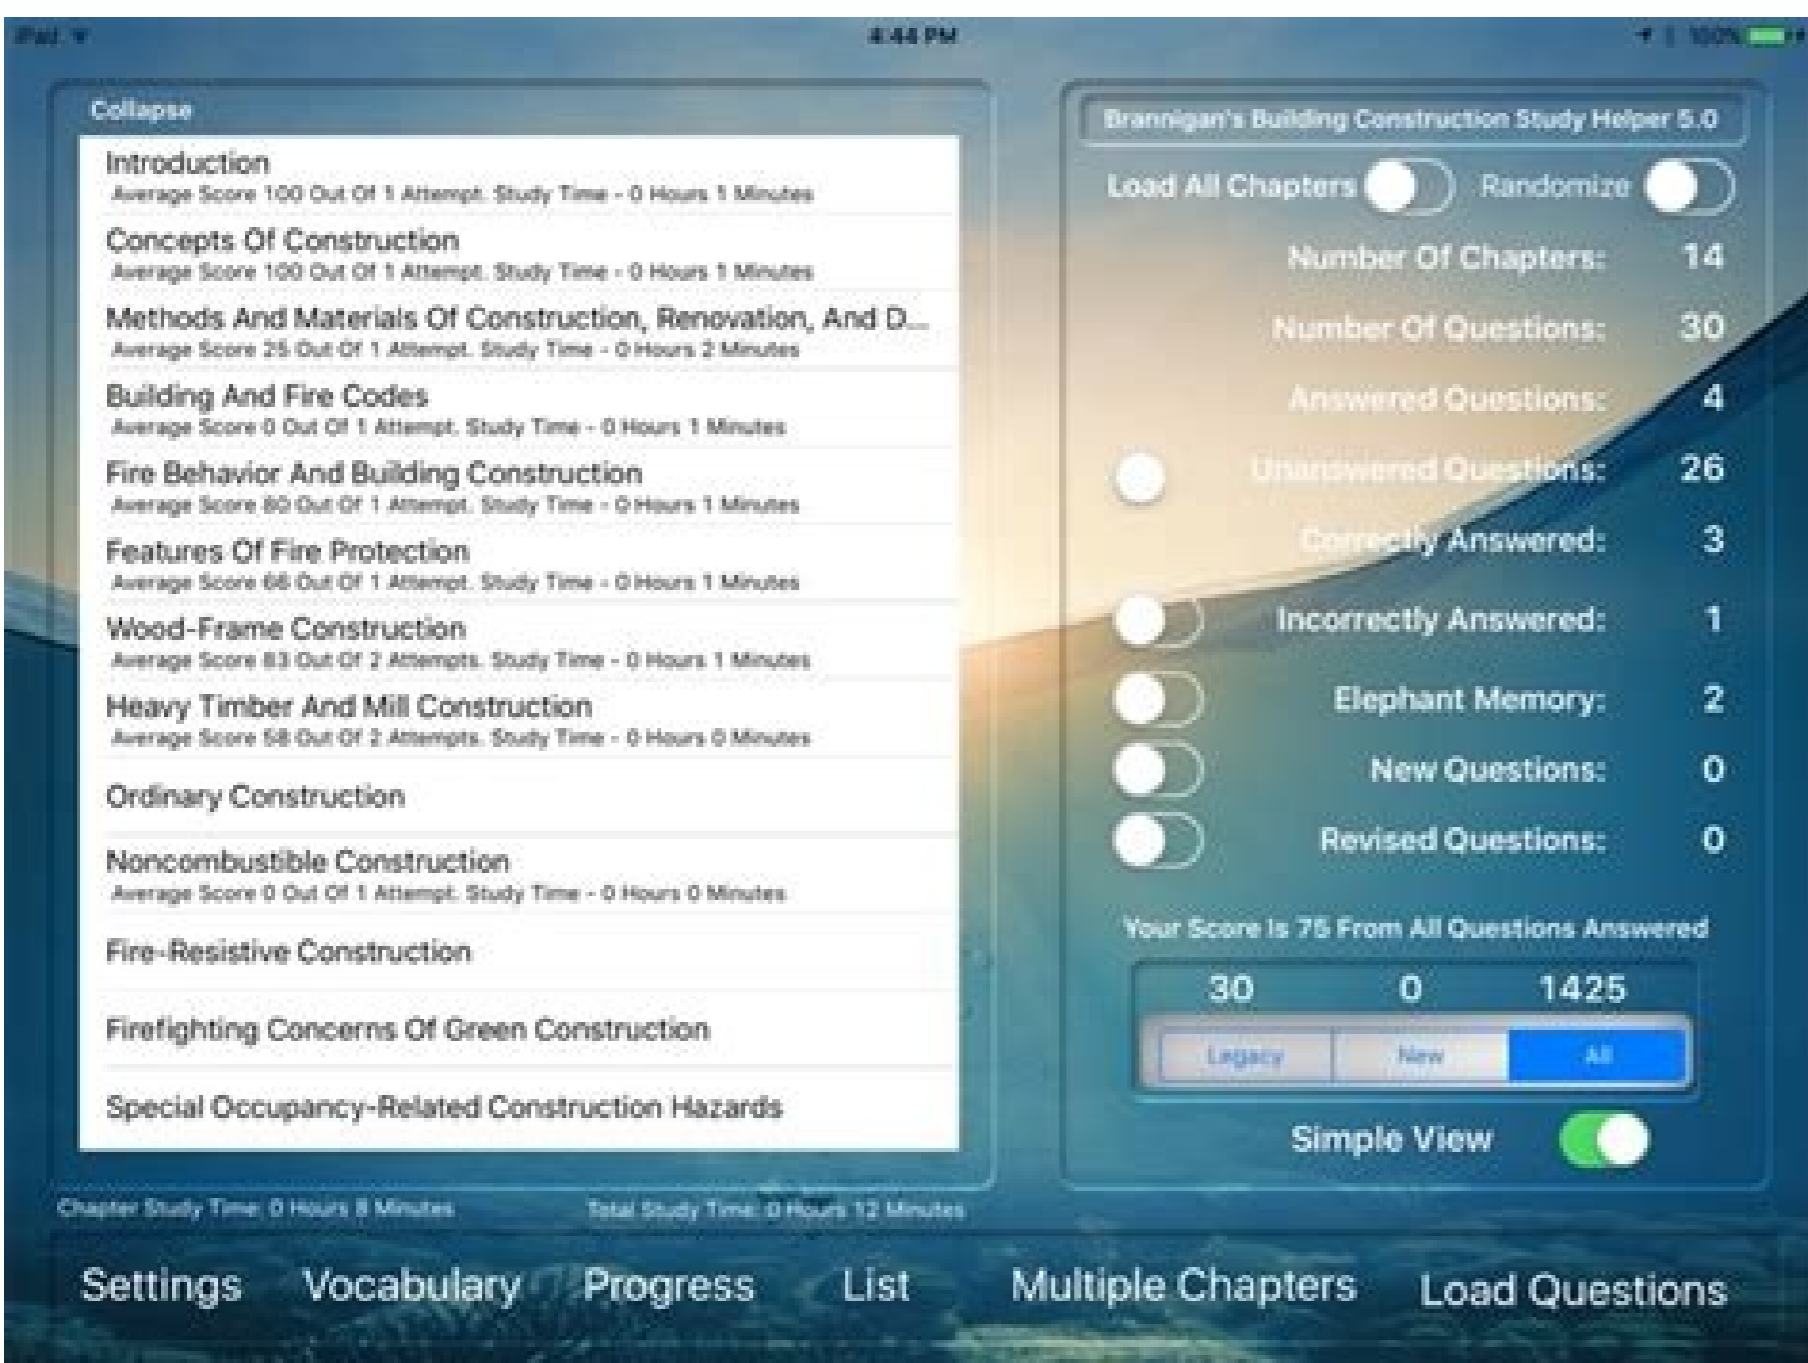 iPad
4:44 PM
100%
Collapse
Introduction
Average Score 100 Out Of 1 Attempt. Study Time - 0 Hours 1 Minutes
Concepts Of Construction
Average Score 100 Out Of 1 Attempt. Study Time - 0 Hours 1 Minutes
Methods And Materials Of Construction, Renovation, And D...
Average Score 25 Out Of 1 Attempt. Study Time - 0 Hours 2 Minutes
Building And Fire Codes
Average Score 0 Out Of 1 Attempt. Study Time - 0 Hours 1 Minutes
Fire Behavior And Building Construction
Average Score 80 Out Of 1 Attempt. Study Time - 0 Hours 1 Minutes
Features Of Fire Protection
Average Score 66 Out Of 1 Attempt. Study Time - 0 Hours 1 Minutes
Wood-Frame Construction
Average Score 83 Out Of 2 Attempts. Study Time - 0 Hours 1 Minutes
Heavy Timber And Mill Construction
Average Score 58 Out Of 2 Attempts. Study Time - 0 Hours 0 Minutes
Ordinary Construction
Noncombustible Construction
Average Score 0 Out Of 1 Attempt. Study Time - 0 Hours 0 Minutes
Fire-Resistive Construction
Firefighting Concerns Of Green Construction
Special Occupancy-Related Construction Hazards
Chapter Study Time: 0 Hours 8 Minutes
Total Study Time: 0 Hours 12 Minutes
Brannigan's Building Construction Study Helper 5.0
Load All Chapters Randomize
Number Of Chapters: 14
Number Of Questions: 30
Answered Questions: 4
Unanswered Questions: 26
Correctly Answered: 3
Incorrectly Answered: 1
Elephant Memory: 2
New Questions: 0
Revised Questions: 0
Your Score Is 75 From All Questions Answered
30 0 1425
Legacy New All
Simple View
Settings Vocabulary Progress List Multiple Chapters Load Questions